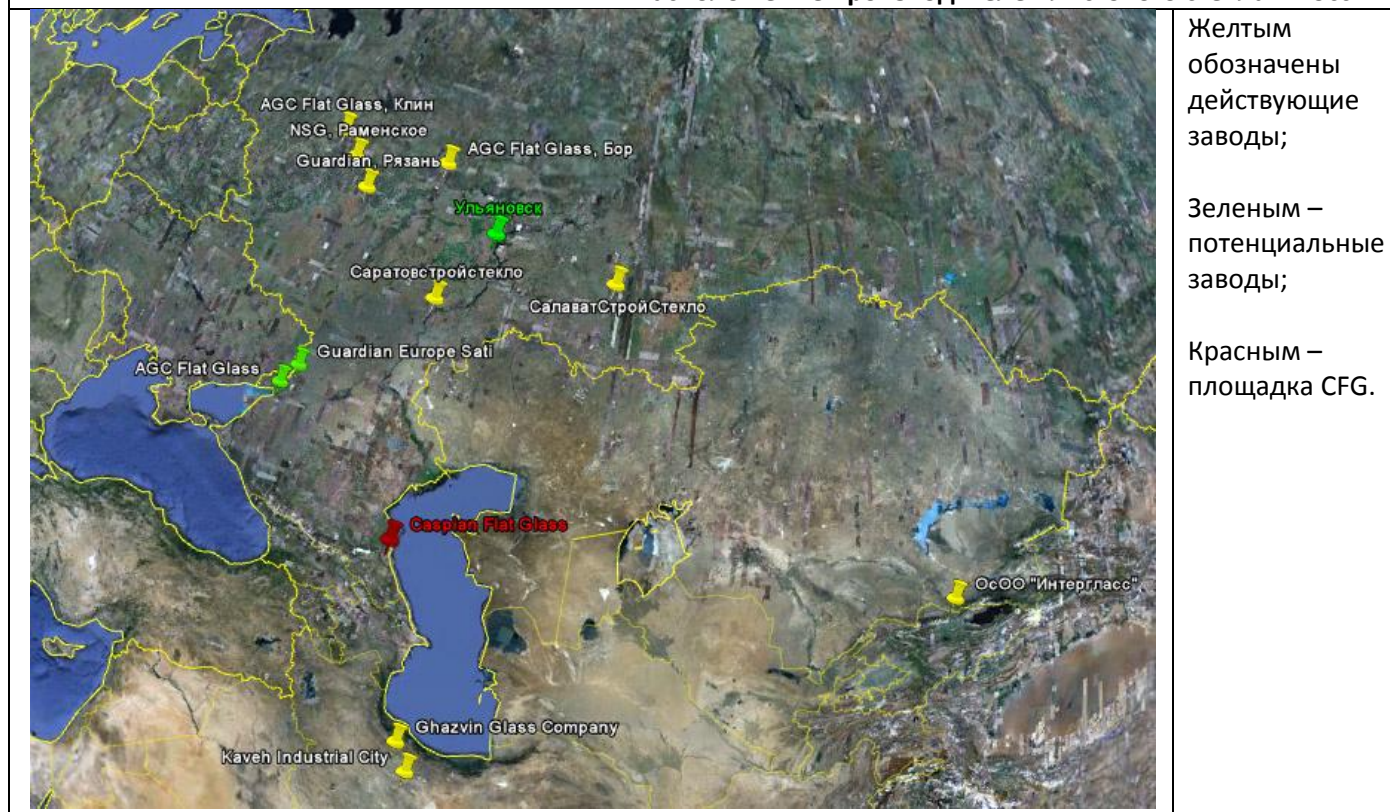 AGC Flat Glass, Клин
NSG, Раменское
AGC Flat Glass, Бор
Guardian, Рязань
Ульяновск
Саратовстройстекло
СалаватСтройСтекло
Guardian Europe Sati
AGC Flat Glass
Caspian Flat Glass
ОсОО "Интергласс"
Ghazvin Glass Company
Kaveh Industrial City
Желтым
обозначены
действующие
заводы;
Зеленым –
потенциальные
заводы;
Красным –
площадка CFG.